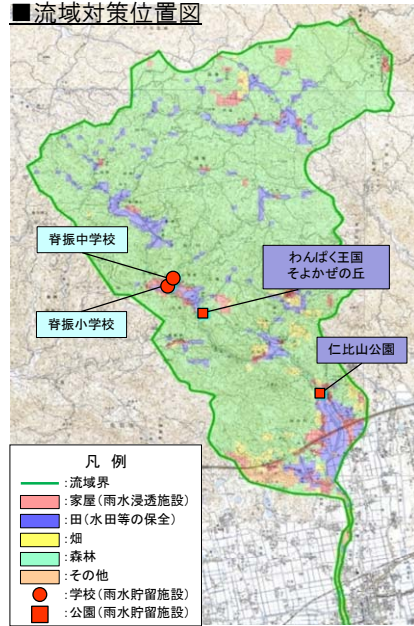 ■流域対策位置図
脊振中学校
わんぱく王国
そよかぜの丘
脊振小学校
仁比山公園
凡 例
:流域界
:家屋(雨水浸透施設)
:田(水田等の保全)
:畑
:森林
:その他
:学校(雨水貯留施設)
:公園(雨水貯留施設)